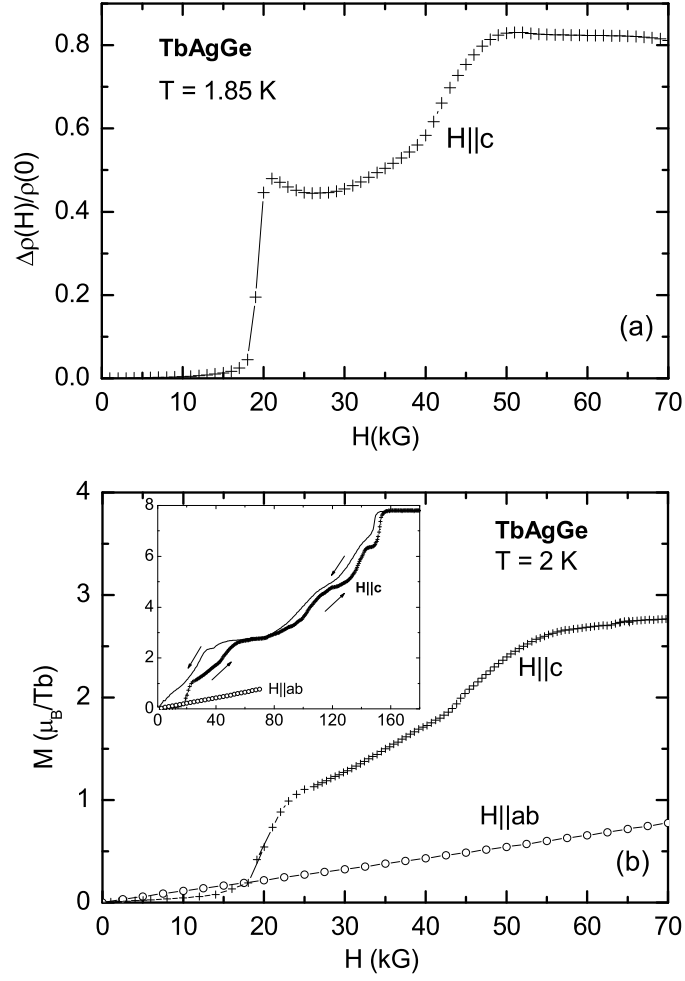 0.8
0.6
0.4
0.2
0.0
Δρ(H)/ρ(0)
TbAgGe
T = 1.85 K
H||c
(a)
0 10 20 30 40 50 60 70
H(kG)
4
3
2
1
0
M (μB/Tb)
TbAgGe
T = 2 K
H||c
H||ab
(b)
8
6
4
2
0
H||c
H||ab
0 40 80 120 160
0 10 20 30 40 50 60 70
H (kG)